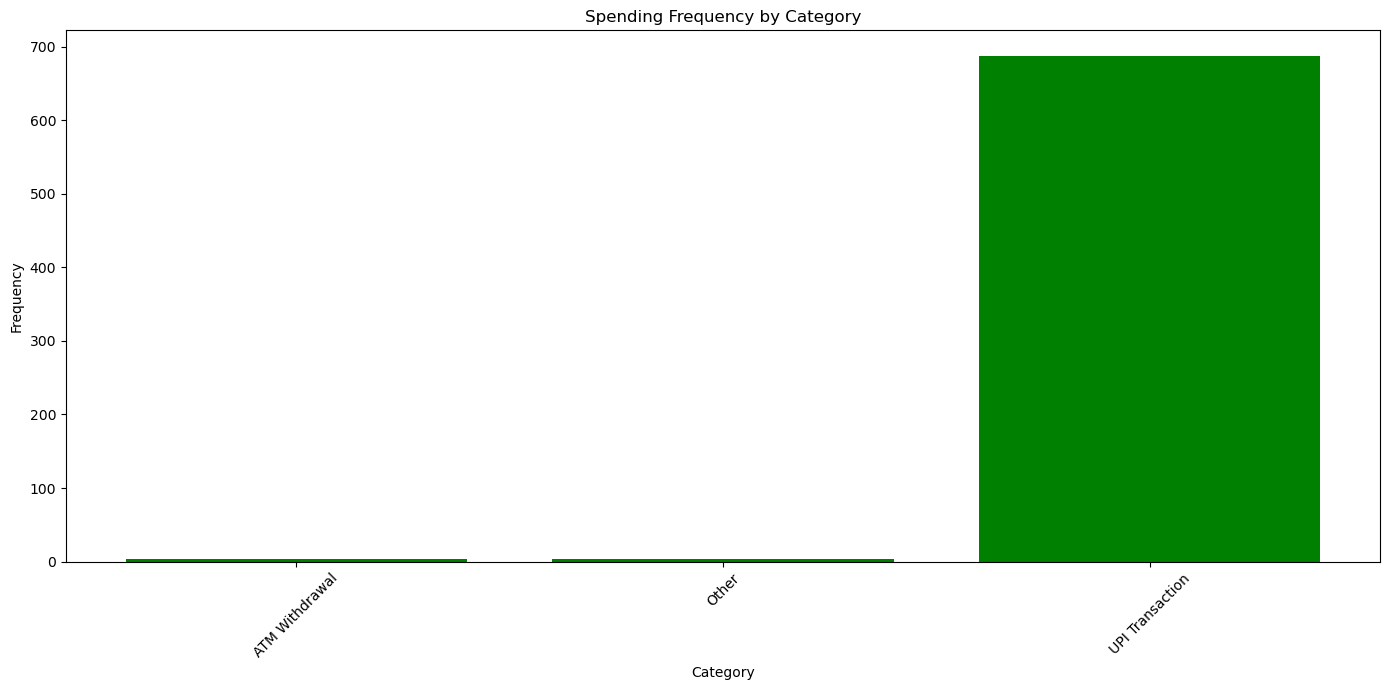 Spending Frequency by Category
Frequency
700
600
500
400
300
200
100
0
ATM Withdrawal
Other
UPI Transaction
Category